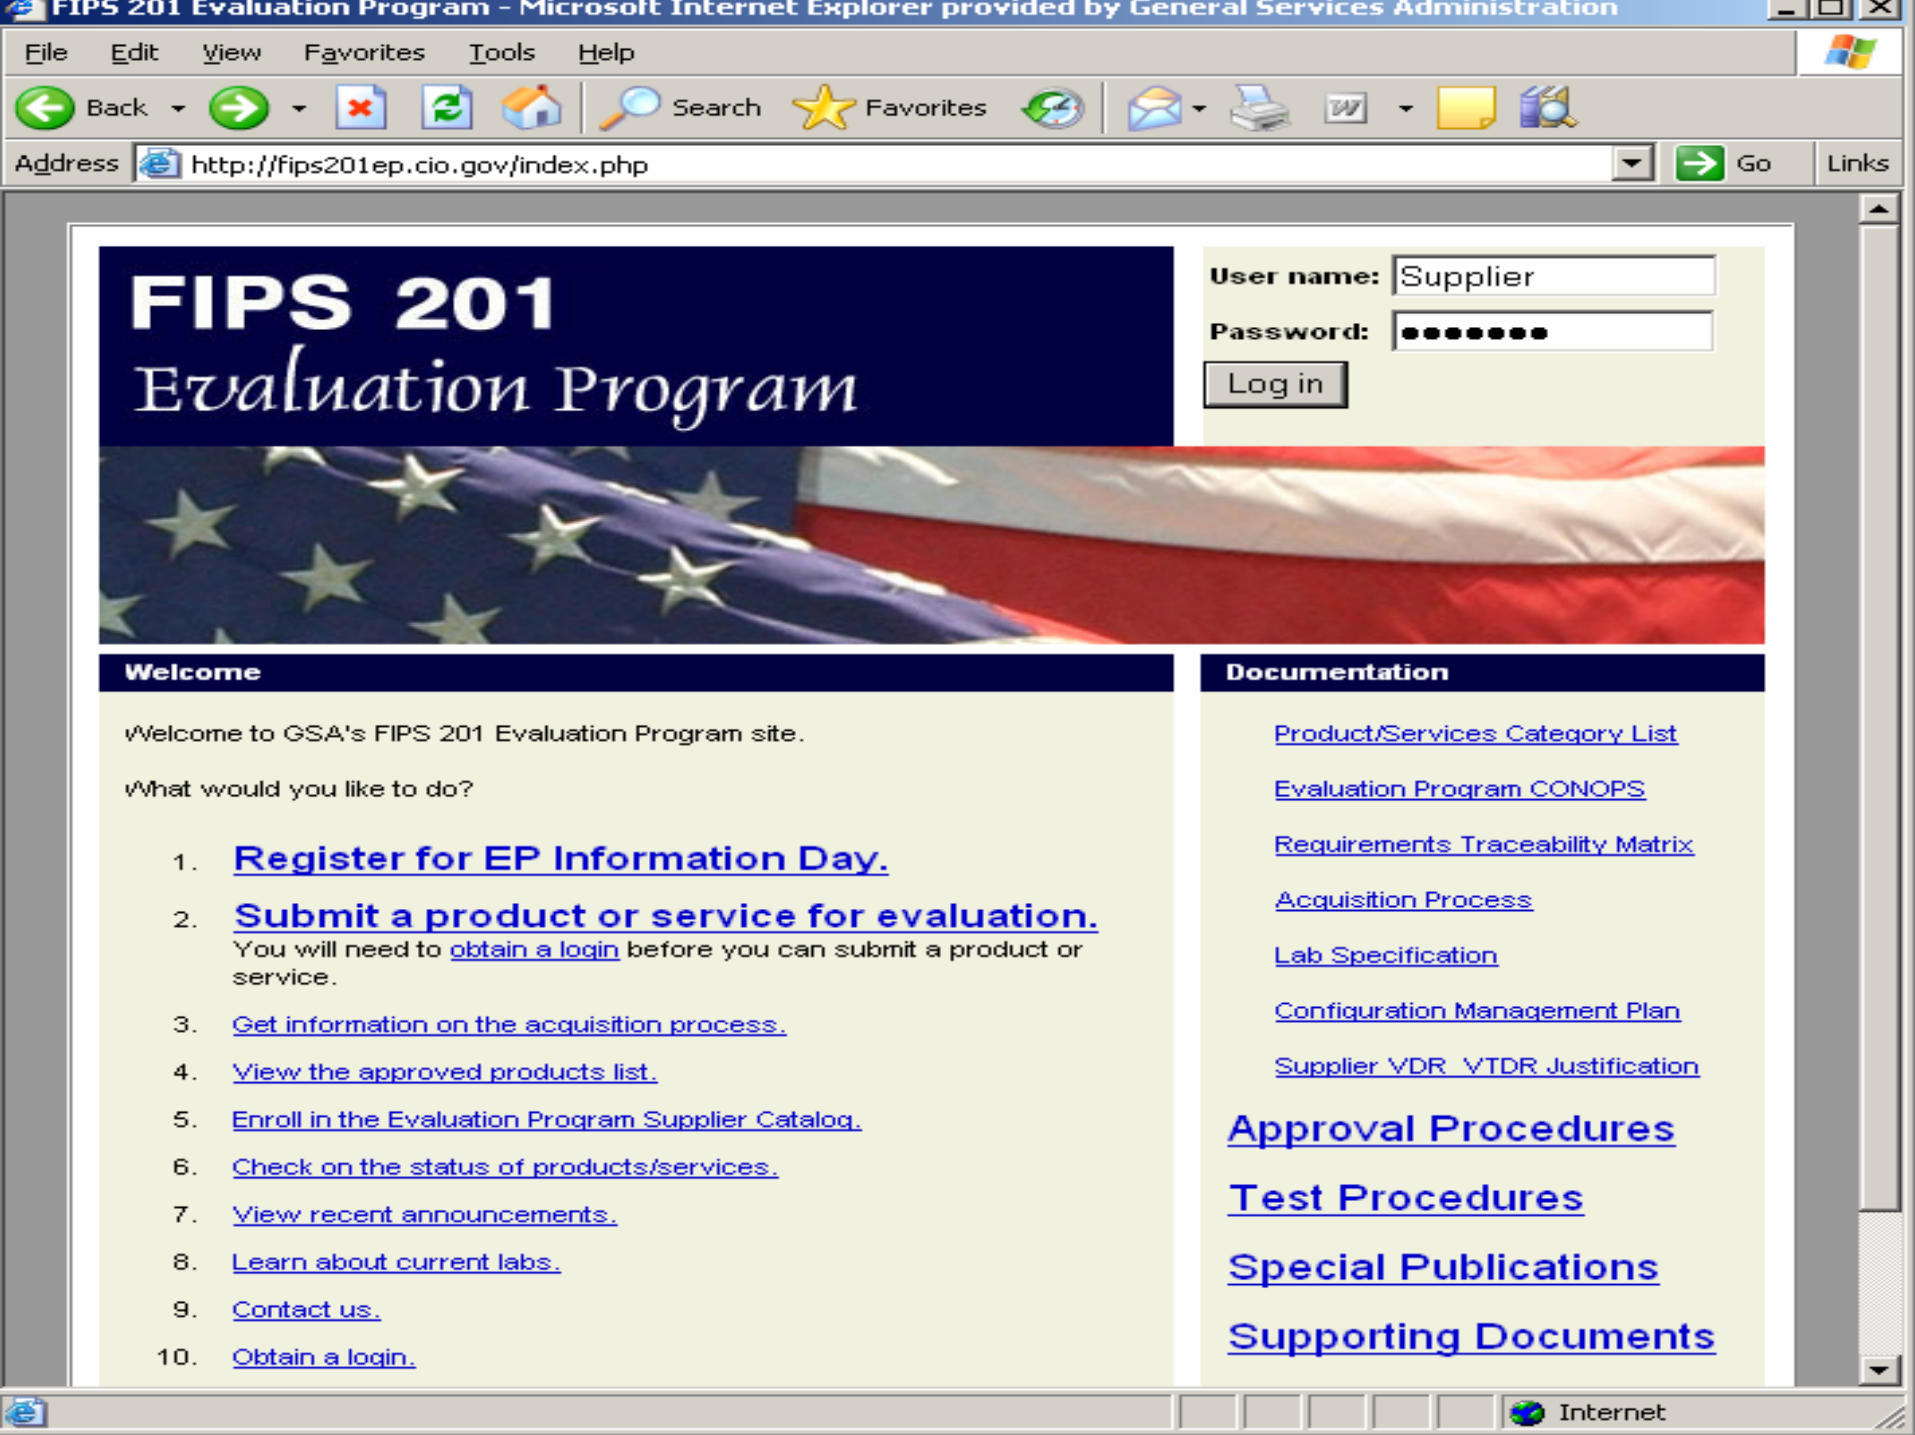 FIPS 201 Evaluation Program - Microsoft Internet Explorer provided by General Services Administration
File Edit View Favorites Tools Help
Back Search Favorites
Address http://fips201ep.cio.gov/index.php Go Links
FIPS 201
Evaluation Program
User name: Supplier
Password: ●●●●●●●
Log in
Welcome
Welcome to GSA's FIPS 201 Evaluation Program site.
What would you like to do?
1. Register for EP Information Day.
2. Submit a product or service for evaluation.
You will need to obtain a login before you can submit a product or
service.
3. Get information on the acquisition process.
4. View the approved products list.
5. Enroll in the Evaluation Program Supplier Catalog.
6. Check on the status of products/services.
7. View recent announcements.
8. Learn about current labs.
9. Contact us.
10. Obtain a login.
Documentation
Product/Services Category List
Evaluation Program CONOPS
Requirements Traceability Matrix
Acquisition Process
Lab Specification
Configuration Management Plan
Supplier VDR VTDR Justification
Approval Procedures
Test Procedures
Special Publications
Supporting Documents
Internet